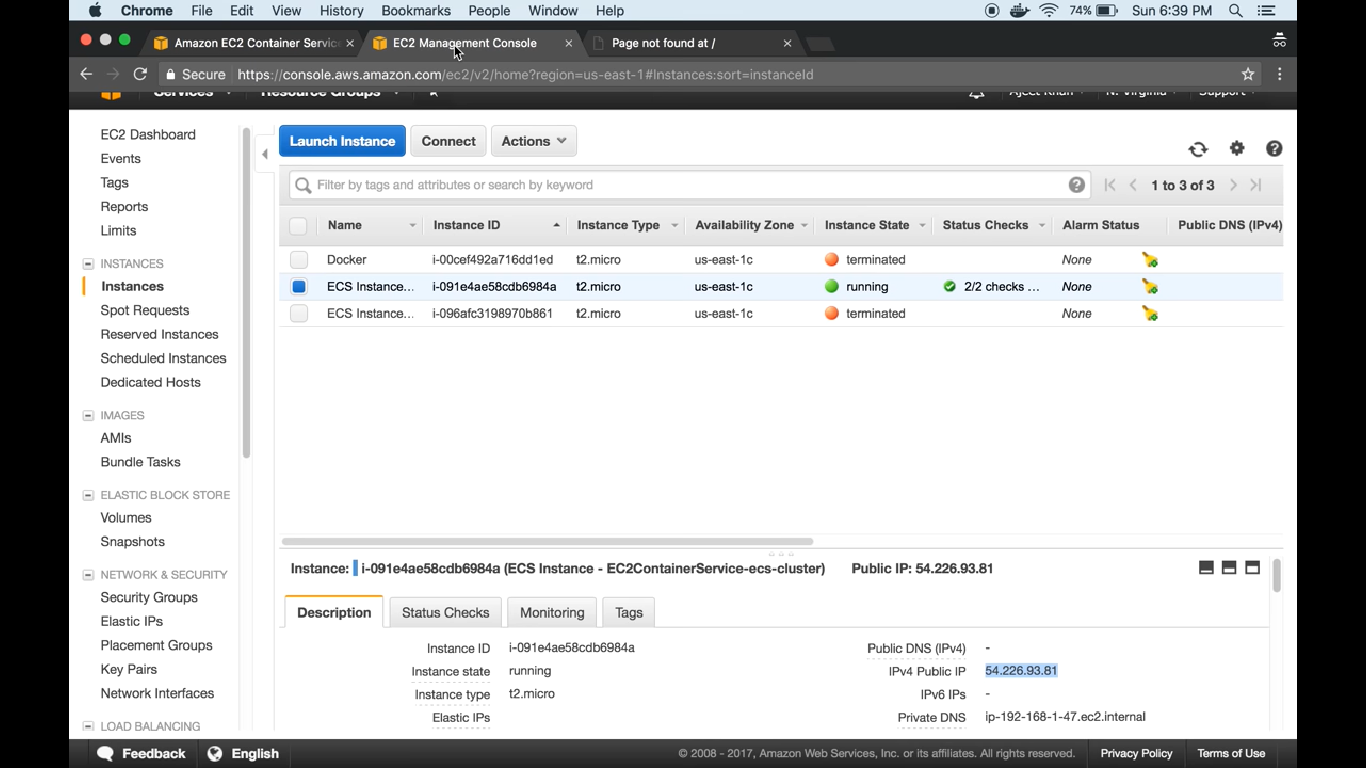 Chrome File Edit View History Bookmarks People Window Help 74% Sun 6:39 PM
Amazon EC2 Container Service EC2 Management Console Page not found at /
Secure https://console.aws.amazon.com/ec2/v2/home?region=us-east-1#Instances:sort=instanceId
Services Resource Groups Ajeet Khan N. Virginia Support
EC2 Dashboard
Events
Tags
Reports
Limits
INSTANCES
Instances
Spot Requests
Reserved Instances
Scheduled Instances
Dedicated Hosts
IMAGES
AMIs
Bundle Tasks
ELASTIC BLOCK STORE
Volumes
Snapshots
NETWORK & SECURITY
Security Groups
Elastic IPs
Placement Groups
Key Pairs
Network Interfaces
LOAD BALANCING
Launch Instance Connect Actions
Filter by tags and attributes or search by keyword 1 to 3 of 3
Name Instance ID Instance Type Availability Zone Instance State Status Checks Alarm Status Public DNS (IPv4)
Docker i-00cef492a716dd1ed t2.micro us-east-1c terminated None
ECS Instance... i-091e4ae58cdb6984a t2.micro us-east-1c running 2/2 checks ... None
ECS Instance... i-096afc3198970b861 t2.micro us-east-1c terminated None
Instance: i-091e4ae58cdb6984a (ECS Instance - EC2ContainerService-ecs-cluster) Public IP: 54.226.93.81
Description Status Checks Monitoring Tags
Instance ID i-091e4ae58cdb6984a Public DNS (IPv4) -
Instance state running IPv4 Public IP 54.226.93.81
Instance type t2.micro IPv6 IPs -
Elastic IPs Private DNS ip-192-168-1-47.ec2.internal
Feedback English © 2008 - 2017, Amazon Web Services, Inc. or its affiliates. All rights reserved. Privacy Policy Terms of Use